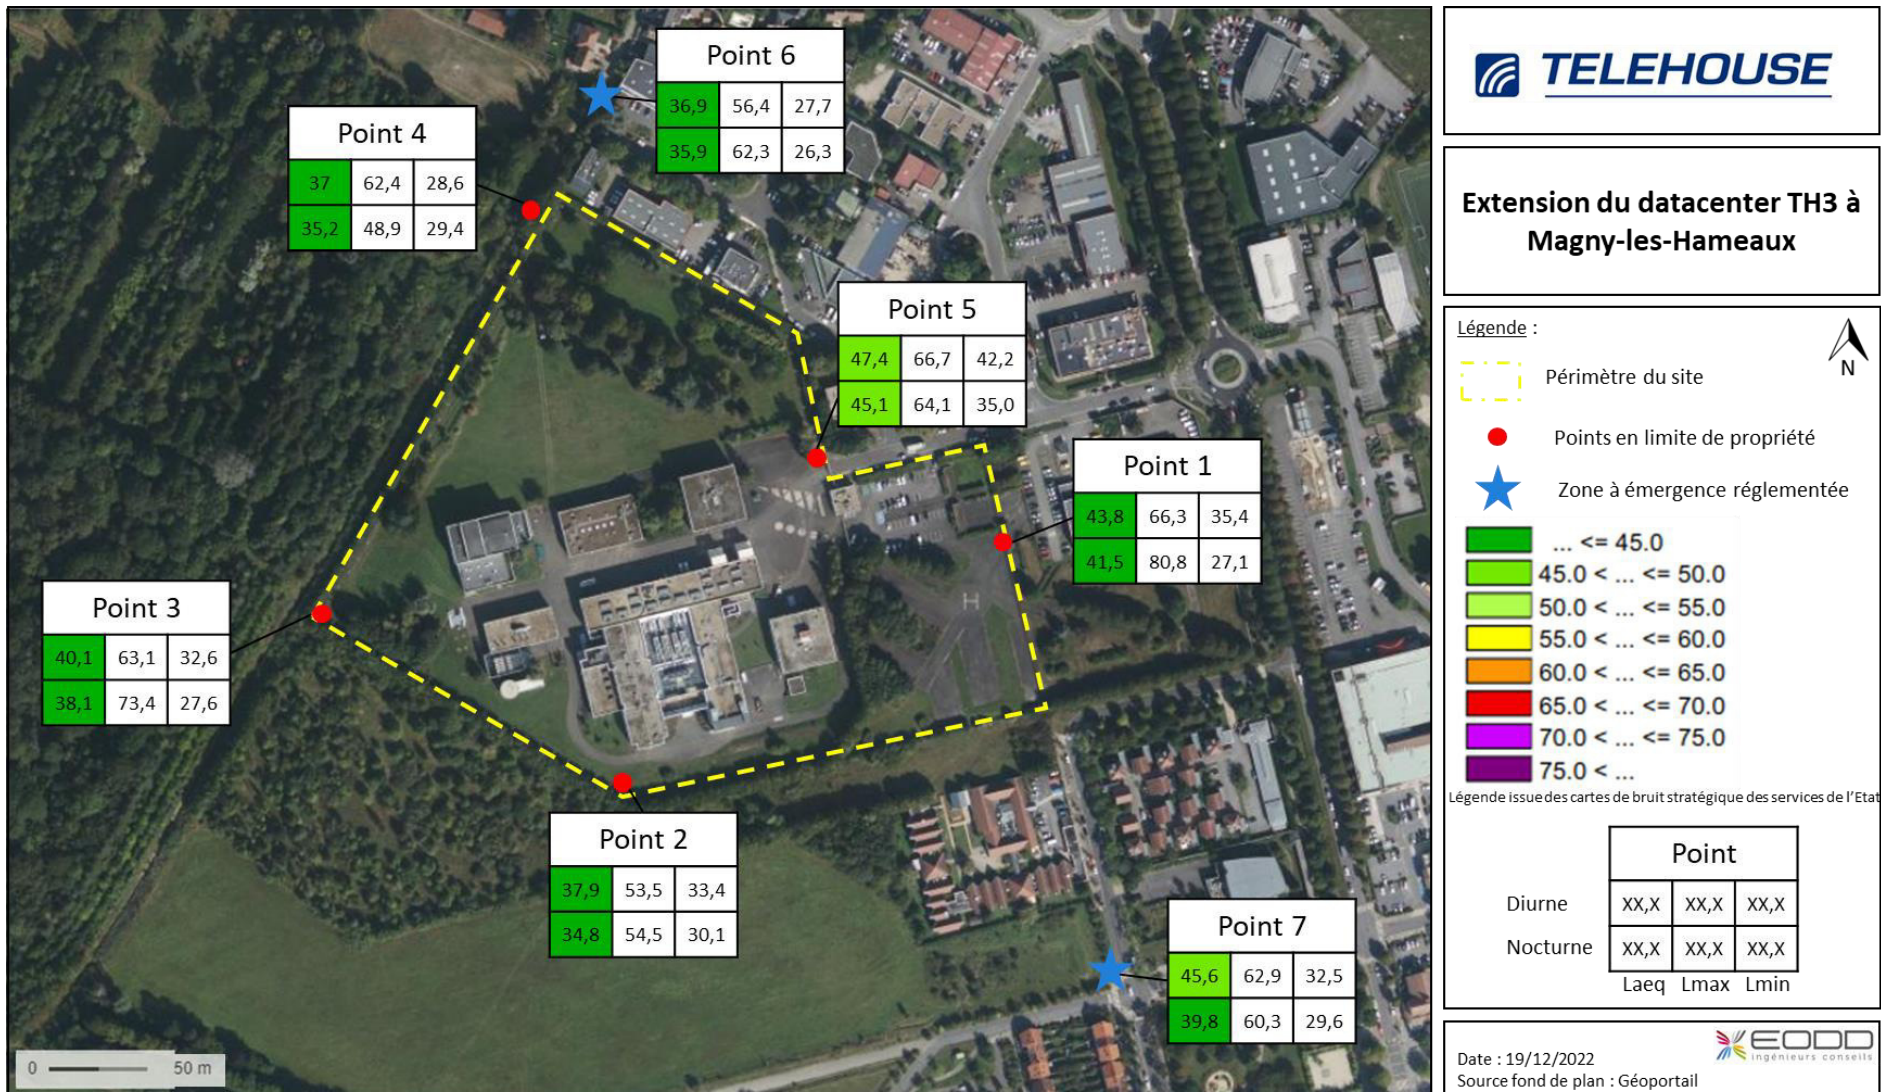 Point 6
36,9 56,4 27,7
35,9 62,3 26,3
Point 4
37 62,4 28,6
35,2 48,9 29,4
Point 5
47,4 66,7 42,2
45,1 64,1 35,0
Point 1
43,8 66,3 35,4
41,5 80,8 27,1
Point 3
40,1 63,1 32,6
38,1 73,4 27,6
Point 2
37,9 53,5 33,4
34,8 54,5 30,1
Point 7
45,6 62,9 32,5
39,8 60,3 29,6
H
0 50 m
TELEHOUSE
Extension du datacenter TH3 à
Magny-les-Hameaux
Légende :
N
Périmètre du site
Points en limite de propriété
Zone à émergence réglementée
... <= 45.0
45.0 < ... <= 50.0
50.0 < ... <= 55.0
55.0 < ... <= 60.0
60.0 < ... <= 65.0
65.0 < ... <= 70.0
70.0 < ... <= 75.0
75.0 < ...
Légende issue des cartes de bruit stratégique des services de l'Etat
Point
Diurne XX,X XX,X XX,X
Nocturne XX,X XX,X XX,X
Laeq Lmax Lmin
EODD
ingénieurs conseils
Date : 19/12/2022
Source fond de plan : Géoportail